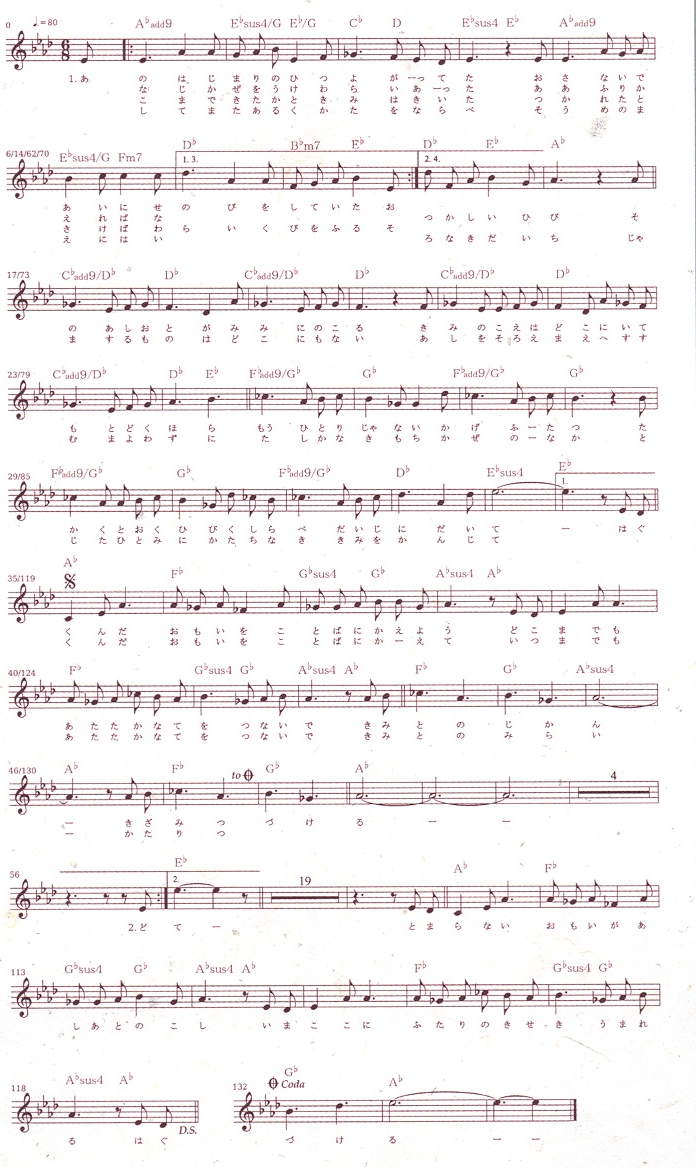 0 ♩.=80 A♭add9 E♭sus4/G E♭/G C♭ D E♭sus4 E♭ A♭add9
1.あ の は じ まりのひ つ よ がーって た お さ ないで
な じ かぜをうけ わ ら いあーっ た あ あ ふりか
こ ま できたかと き み はきいら た つ か れたと
し て またあるくか た をなら べ そ う めのま
6/14/62/70 E♭sus4/G Fm7 D♭ B♭m7 E♭ D♭ E♭ A♭
1.3. 2.4.
あ いに せ の び を していた お
え れば な つかしい ひ び そ
き けば わ ら い く びをふる そ
え には い ろなきだ い ち じゃ
17/73 C♭add9/D♭ D♭ C♭add9/D♭ D♭ C♭add9/D♭ D♭
の あしお と が み み にのこ る き み のこえは ど こ にいて
ま するも の は ど こ にもな い あ し をそろえ ま え へすす
23/79 C♭add9/D♭ D♭ E♭ F♭add9/G♭ G♭ F♭add9/G♭ G♭
も とどく ほ ら もう ひとり じゃ ない か げ ふーた つ た
む まよわ ず に た しかな き もち か ぜ のーな か と
29/85 F♭add9/G♭ G♭ F♭add9/G♭ D♭ E♭sus4 E♭
1.
か くとおく ひ びくしら べ だいじ に だ いて ー はぐ
じ たひとみ に かたちな き きみを か んじ て
35/119 A♭ F♭ G♭sus4 G♭ A♭sus4 A♭
く んだ お もいを こ とばにかえ よ う ど こ ま で も
く んだ お もいを こ とばにかーえ て い つ ま で も
40/124 F♭ G♭sus4 G♭ A♭sus4 A♭ F♭ G♭ A♭sus4
あ たたかなて を つないで き み と の じ か ん
あ たたかなて を つないで き み と の み ら い
46/130 A♭ F♭ to G♭ A♭ 4
ー き ざ み つ づ け る ー ー
ー か た り つ
56 E♭ 19 A♭ F♭
2.
2.ど て ー と ま ら ない お もいがあ
113 G♭sus4 G♭ A♭sus4 A♭ F♭ G♭sus4 G♭
しあとの こ し い ま こ こ に ふ たりのきせ き う まれ
118 A♭sus4 A♭ D.S. 132 Coda G♭ A♭
る は ぐ づ け る ー ー